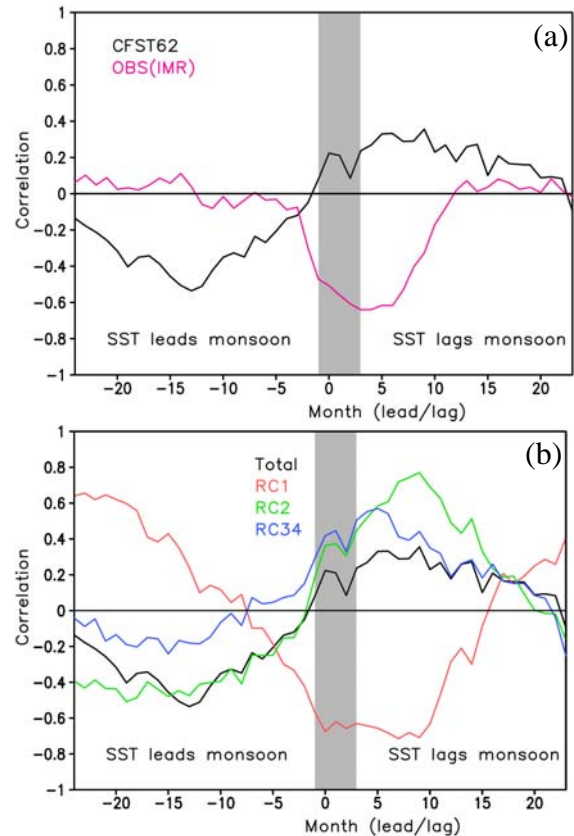 (a)
CFST62
OBS(IMR)
1
0.8
0.6
0.4
0.2
0
−0.2
−0.4
−0.6
−0.8
−1
Correlation
SST leads monsoon
SST lags monsoon
−20 −15 −10 −5 0 5 10 15 20
Month (lead/lag)
(b)
Total
RC1
RC2
RC34
1
0.8
0.6
0.4
0.2
0
−0.2
−0.4
−0.6
−0.8
−1
Correlation
SST leads monsoon
SST lags monsoon
−20 −15 −10 −5 0 5 10 15 20
Month (lead/lag)